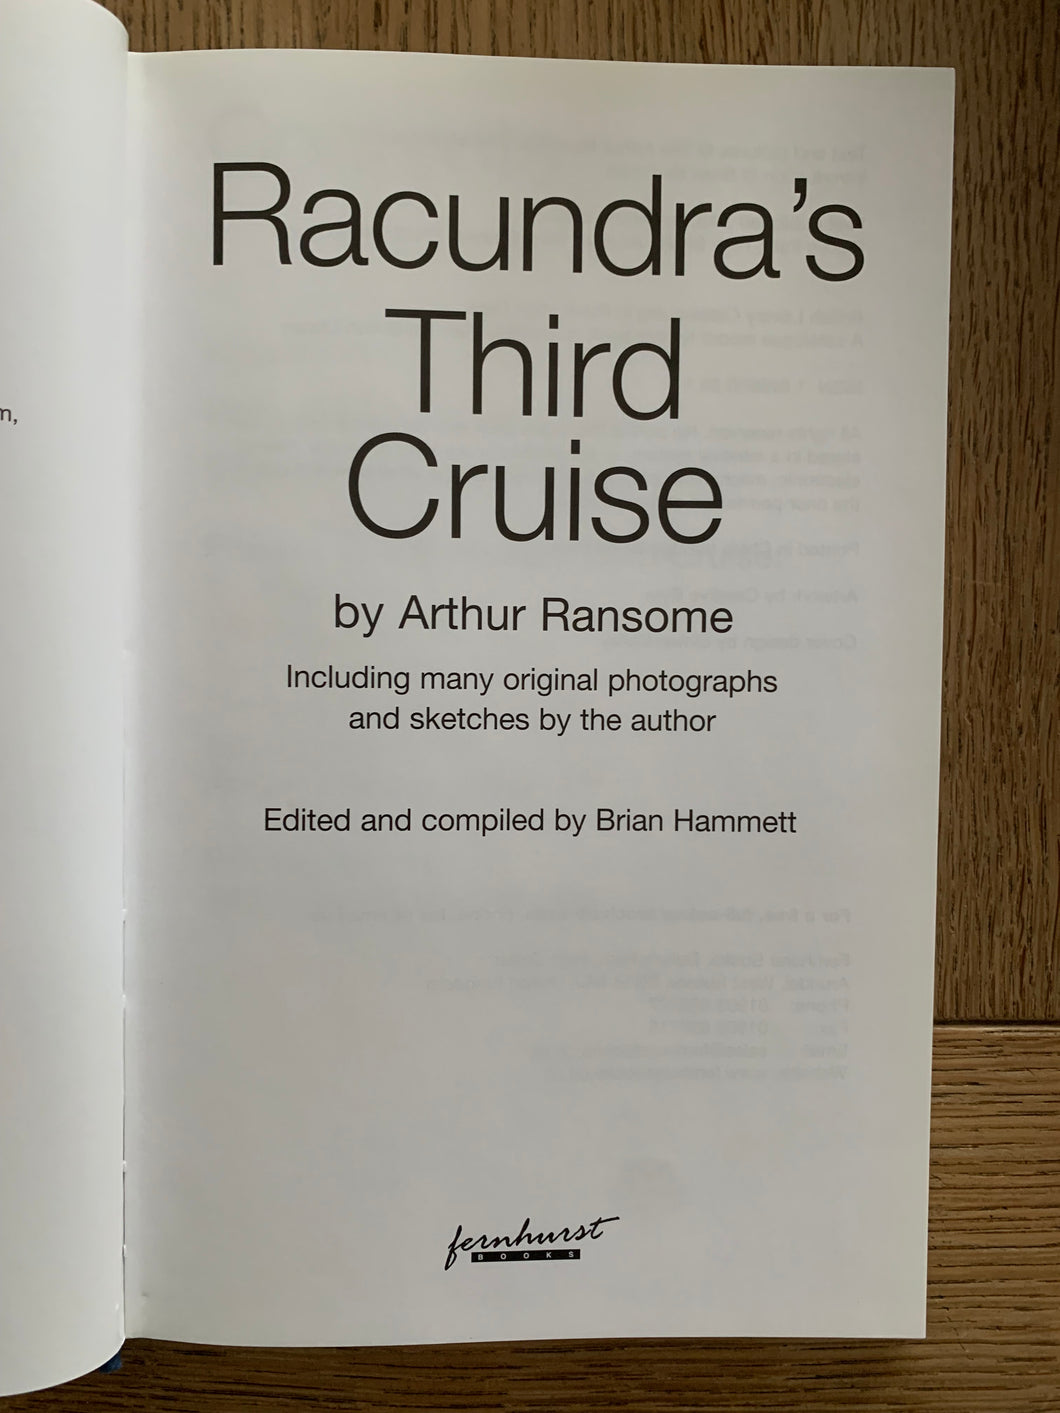 m,
Racundra's
Third
Cruise
by Arthur Ransome
Including many original photographs
and sketches by the author
Edited and compiled by Brian Hammett
fernhurst
BOOKS